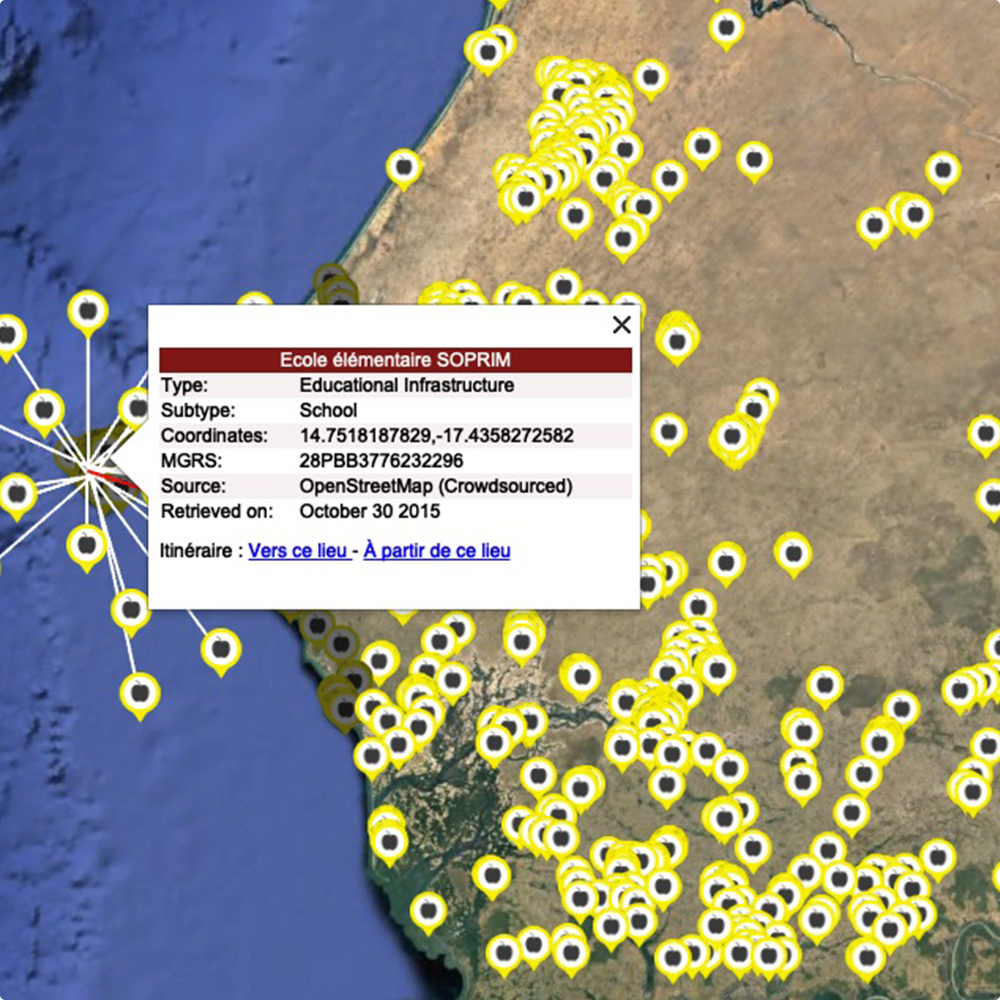 Ecole élémentaire SOPRIM
Type: Educational Infrastructure
Subtype: School
Coordinates: 14.7518187829,-17.4358272582
MGRS: 28PBB3776232296
Source: OpenStreetMap (Crowdsourced)
Retrieved on: October 30 2015
Itinéraire : Vers ce lieu - À partir de ce lieu